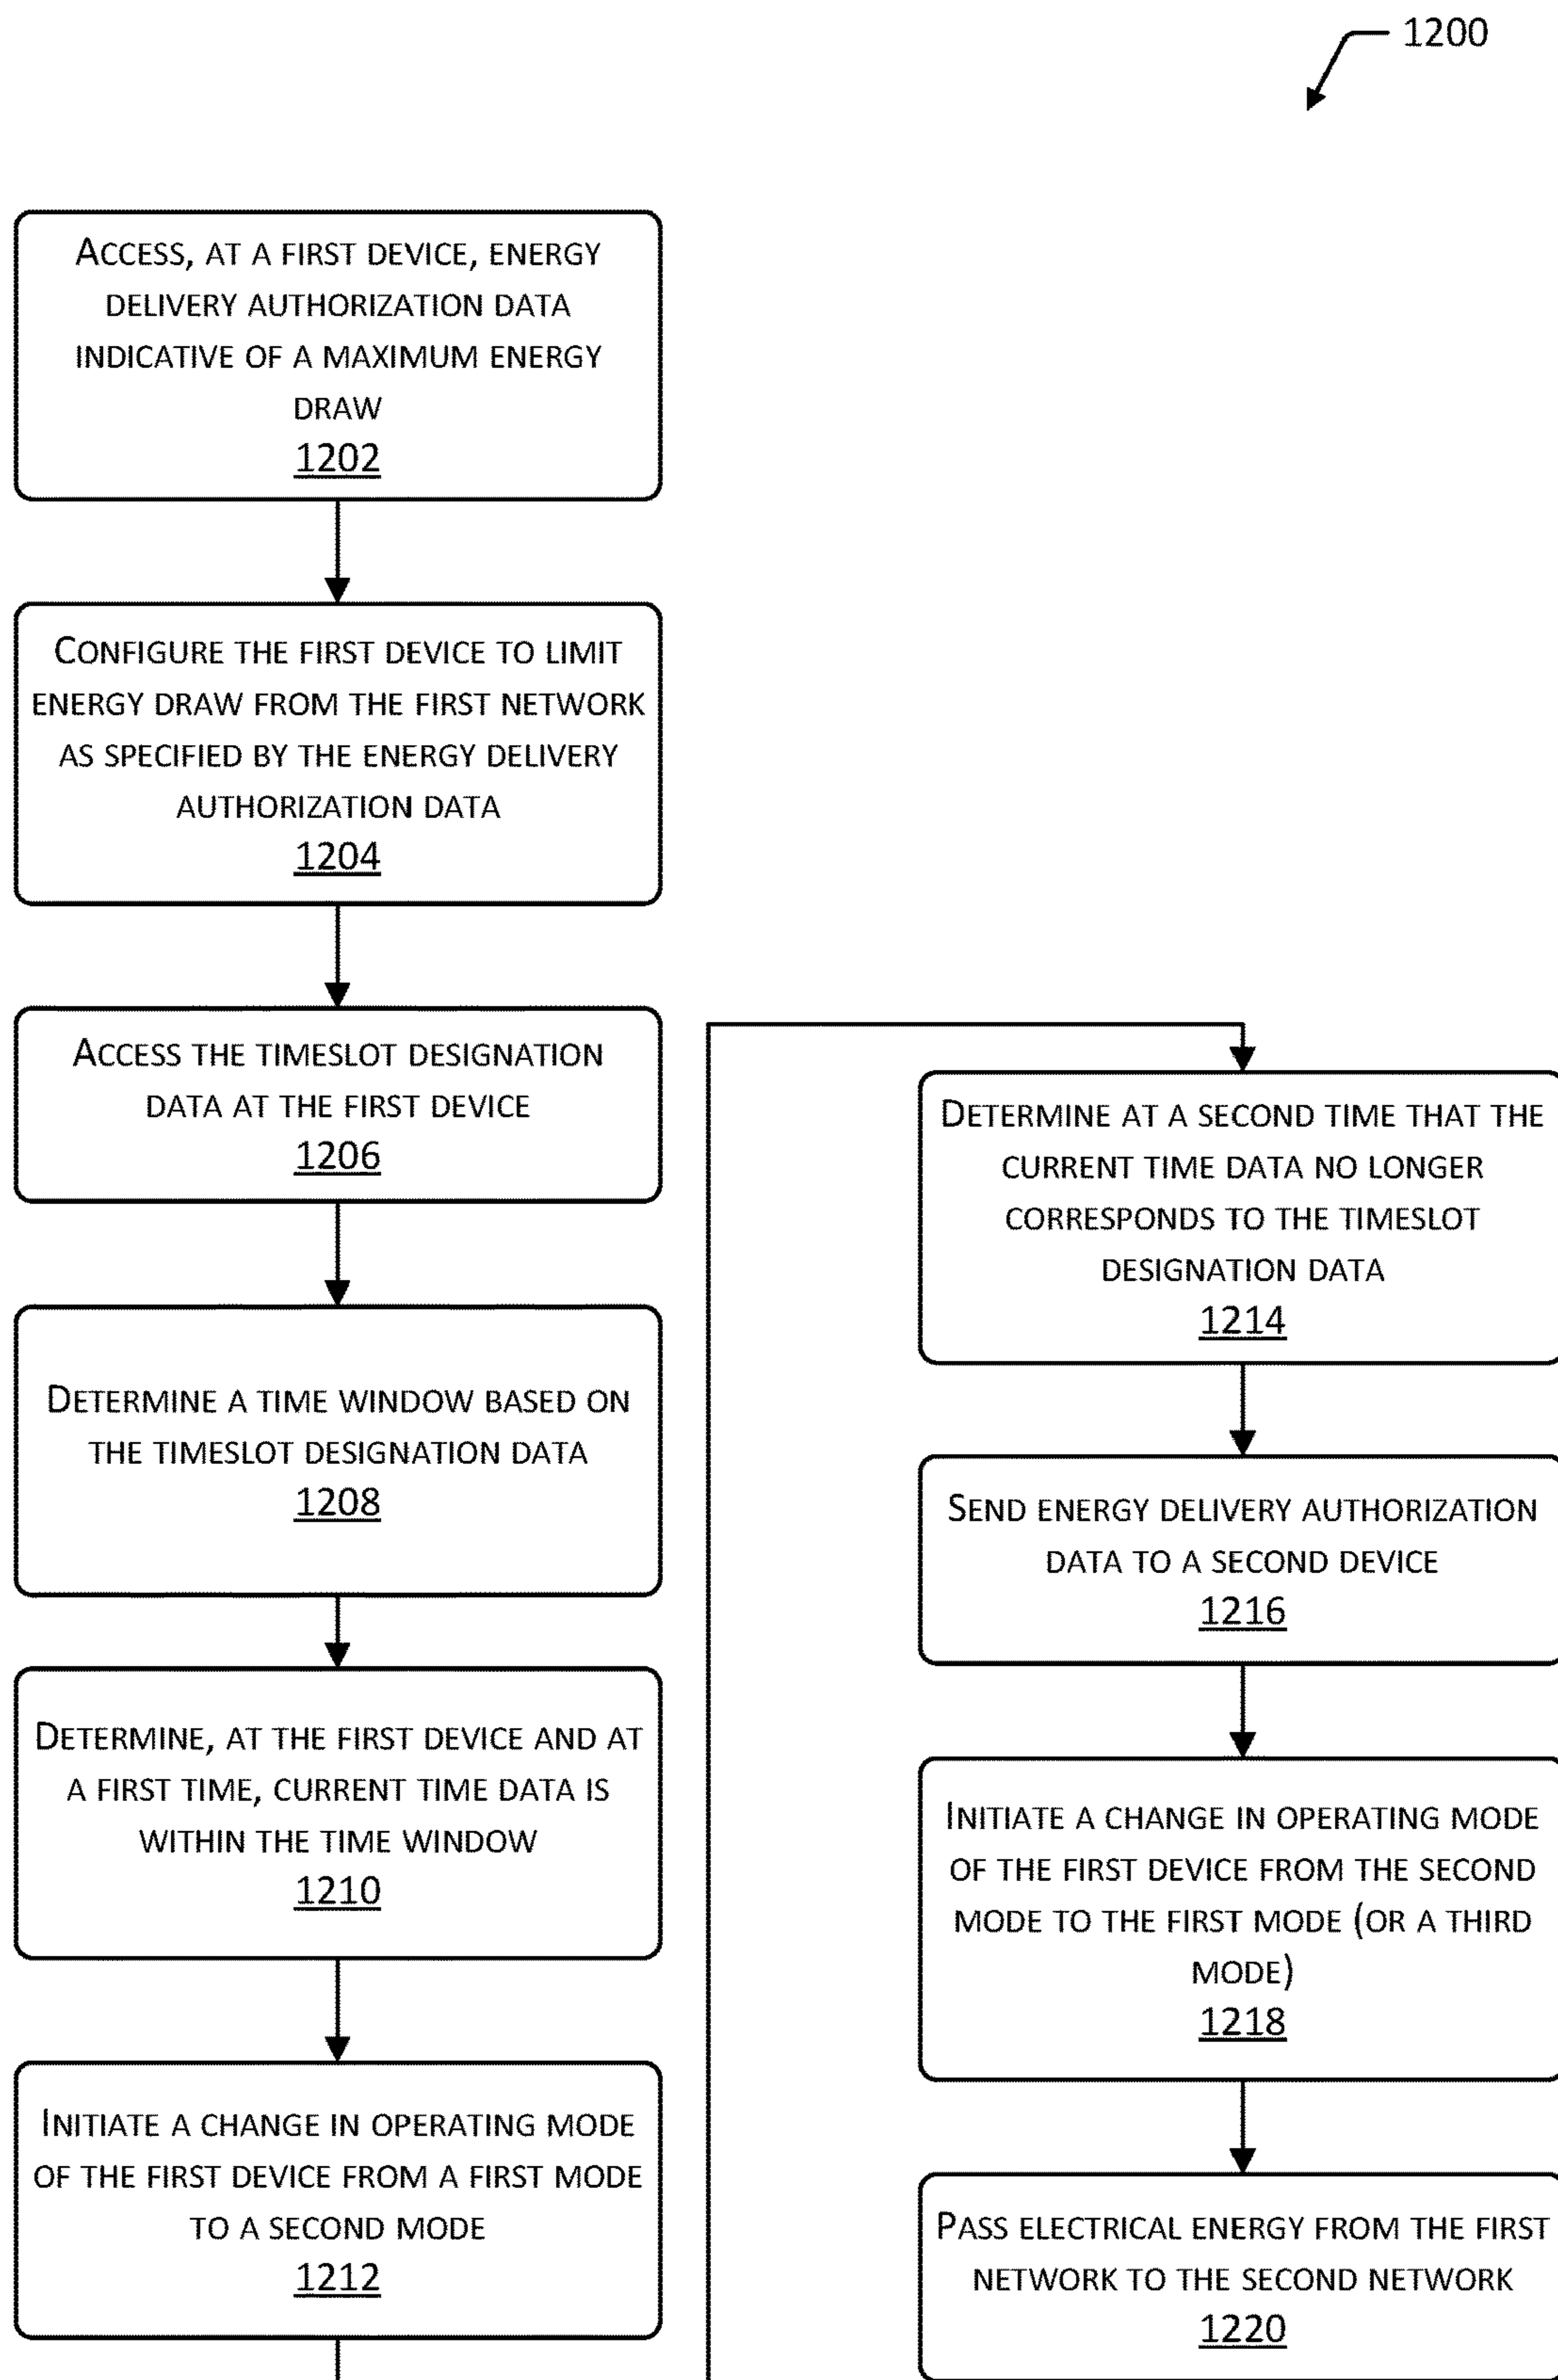 1200
ACCESS, AT A FIRST DEVICE, ENERGY
DELIVERY AUTHORIZATION DATA
INDICATIVE OF A MAXIMUM ENERGY
DRAW
1202
CONFIGURE THE FIRST DEVICE TO LIMIT
ENERGY DRAW FROM THE FIRST NETWORK
AS SPECIFIED BY THE ENERGY DELIVERY
AUTHORIZATION DATA
1204
ACCESS THE TIMESLOT DESIGNATION
DATA AT THE FIRST DEVICE
1206
DETERMINE A TIME WINDOW BASED ON
THE TIMESLOT DESIGNATION DATA
1208
DETERMINE, AT THE FIRST DEVICE AND AT
A FIRST TIME, CURRENT TIME DATA IS
WITHIN THE TIME WINDOW
1210
INITIATE A CHANGE IN OPERATING MODE
OF THE FIRST DEVICE FROM A FIRST MODE
TO A SECOND MODE
1212
DETERMINE AT A SECOND TIME THAT THE
CURRENT TIME DATA NO LONGER
CORRESPONDS TO THE TIMESLOT
DESIGNATION DATA
1214
SEND ENERGY DELIVERY AUTHORIZATION
DATA TO A SECOND DEVICE
1216
INITIATE A CHANGE IN OPERATING MODE
OF THE FIRST DEVICE FROM THE SECOND
MODE TO THE FIRST MODE (OR A THIRD
MODE)
1218
PASS ELECTRICAL ENERGY FROM THE FIRST
NETWORK TO THE SECOND NETWORK
1220